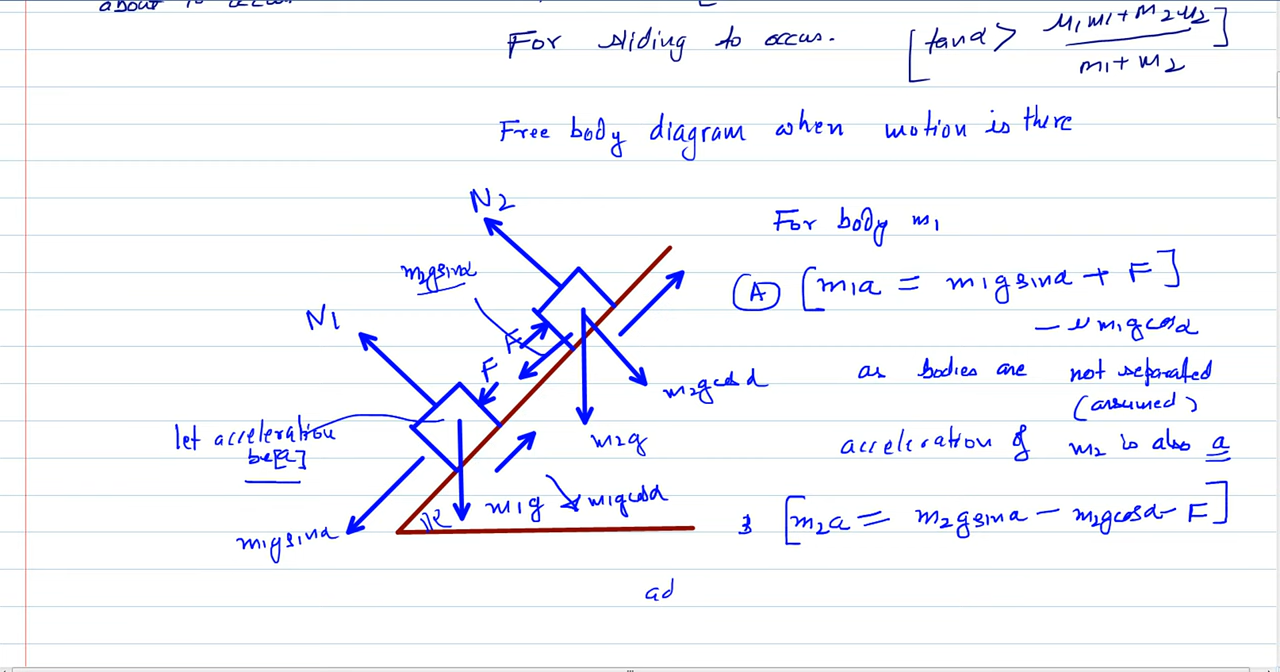 For sliding to occur. [tanα > μ1m1+m2μ2 / m1+m2]
Free body diagram when motion is there
N2
For body m1
m2gsinα
(A) [m1a = m1gsinα + F]
N1
– μm1gcosα
F
F
as bodies are not separated
m2gcosα
(assumed)
let acceleration
be[a]
m2g
acceleration of m2 is also a
α
m1g
m1gcosα
[m2a = m2gsinα – m2gcosα – F]
m1gsinα
ad